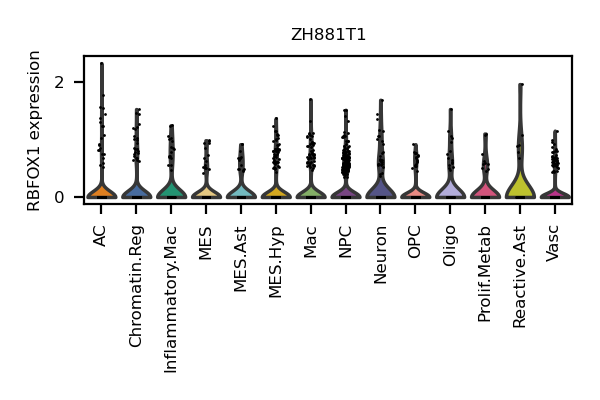 ZH881T1
RBFOX1 expression
2
0
AC
Chromatin.Reg
Inflammatory.Mac
MES
MES.Ast
MES.Hyp
Mac
NPC
Neuron
OPC
Oligo
Prolif.Metab
Reactive.Ast
Vasc